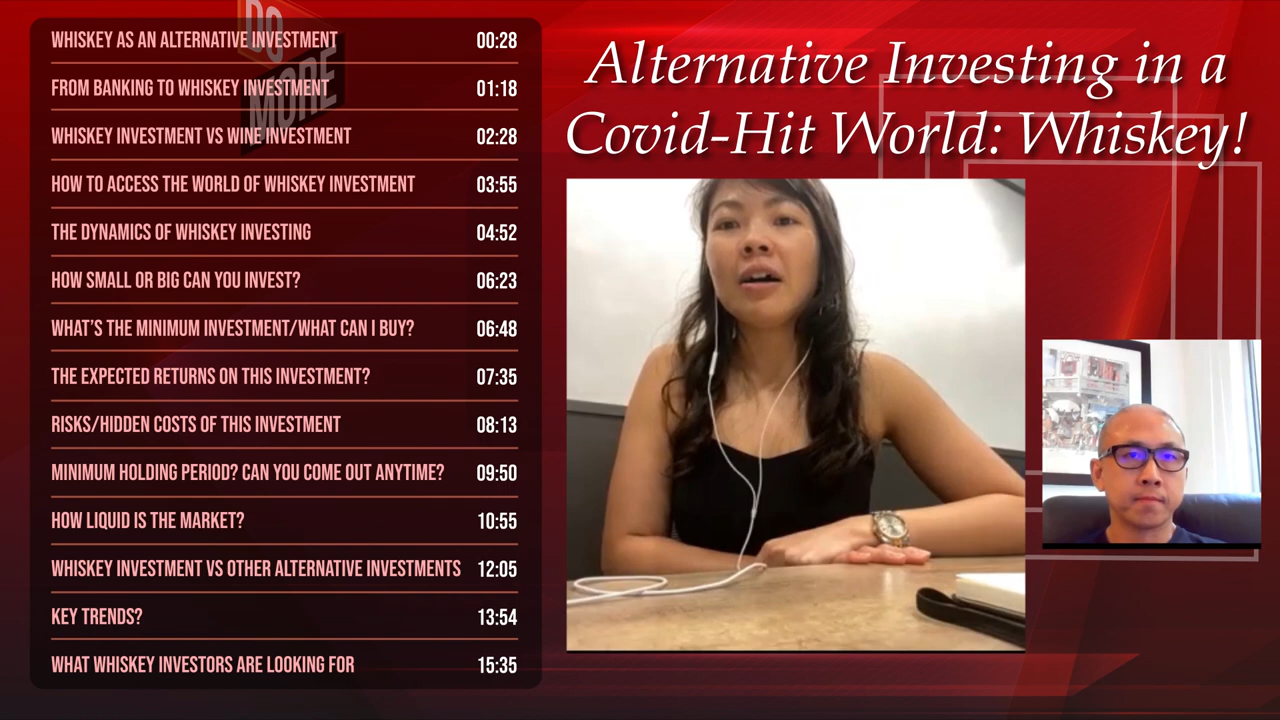 DO
MORE
WHISKEY AS AN ALTERNATIVE INVESTMENT 00:28
FROM BANKING TO WHISKEY INVESTMENT 01:18
WHISKEY INVESTMENT VS WINE INVESTMENT 02:28
HOW TO ACCESS THE WORLD OF WHISKEY INVESTMENT 03:55
THE DYNAMICS OF WHISKEY INVESTING 04:52
HOW SMALL OR BIG CAN YOU INVEST? 06:23
WHAT'S THE MINIMUM INVESTMENT/WHAT CAN I BUY? 06:48
THE EXPECTED RETURNS ON THIS INVESTMENT? 07:35
RISKS/HIDDEN COSTS OF THIS INVESTMENT 08:13
MINIMUM HOLDING PERIOD? CAN YOU COME OUT ANYTIME? 09:50
HOW LIQUID IS THE MARKET? 10:55
WHISKEY INVESTMENT VS OTHER ALTERNATIVE INVESTMENTS 12:05
KEY TRENDS? 13:54
WHAT WHISKEY INVESTORS ARE LOOKING FOR 15:35
Alternative Investing in a
Covid-Hit World: Whiskey!